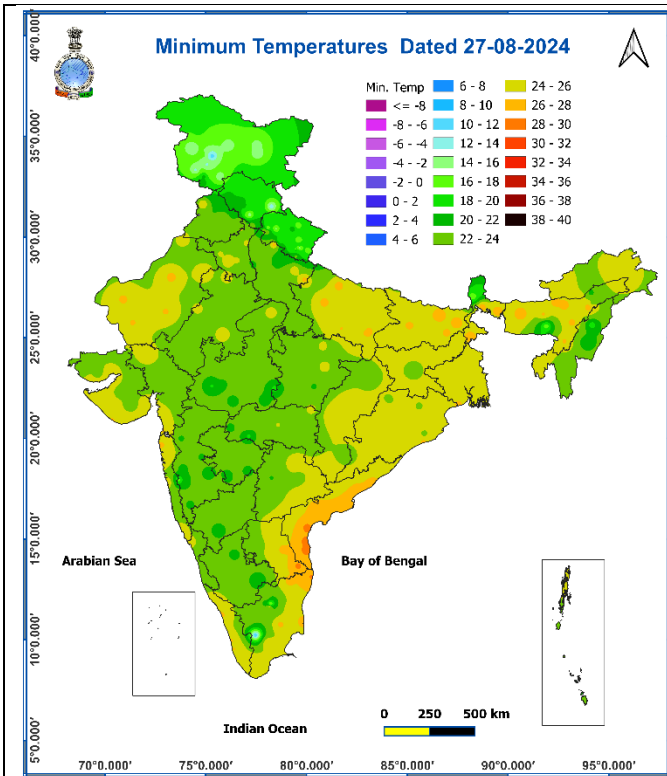 Minimum Temperatures Dated 27-08-2024
Min. Temp
<= -8
-8 - -6
-6 - -4
-4 - -2
-2 - 0
0 - 2
2 - 4
4 - 6
6 - 8
8 - 10
10 - 12
12 - 14
14 - 16
16 - 18
18 - 20
20 - 22
22 - 24
24 - 26
26 - 28
28 - 30
30 - 32
32 - 34
34 - 36
36 - 38
38 - 40
40°0.000'
35°0.000'
30°0.000'
25°0.000'
20°0.000'
15°0.000'
10°0.000'
5°0.000'
Arabian Sea
Bay of Bengal
Indian Ocean
0 250 500 km
70°0.000' 75°0.000' 80°0.000' 85°0.000' 90°0.000' 95°0.000'